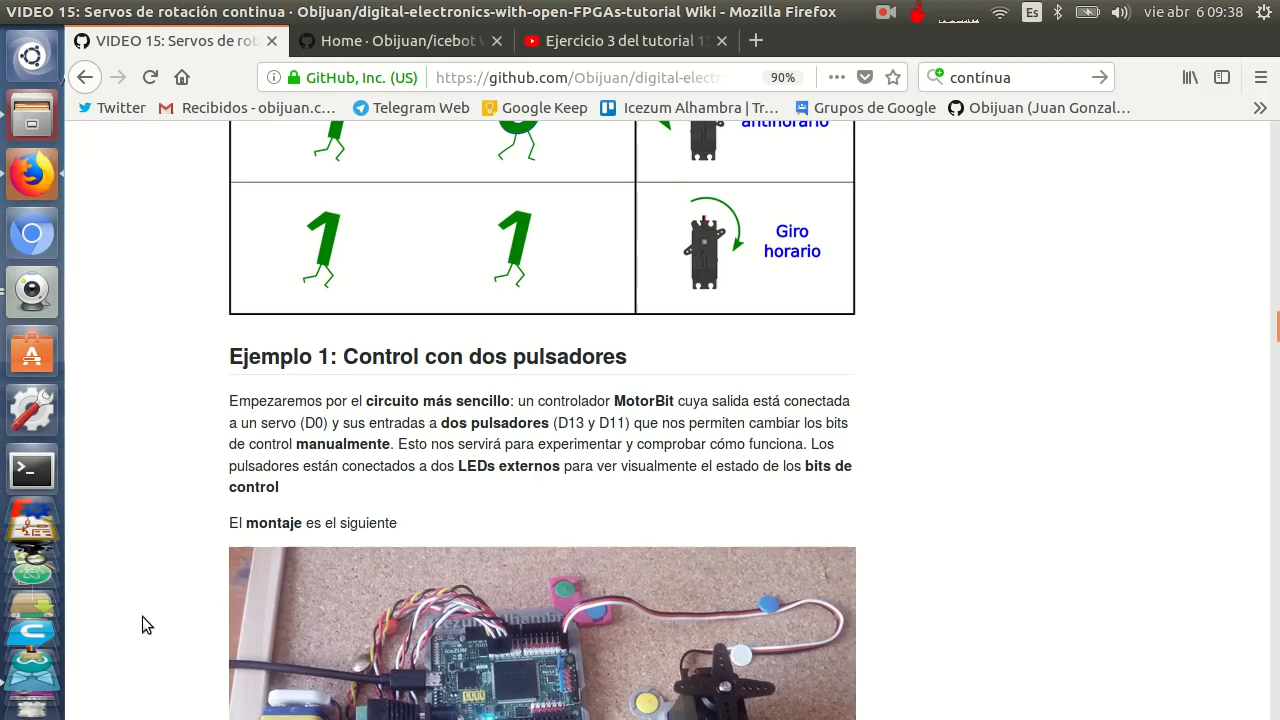 VIDEO 15: Servos de rotación continua · Obijuan/digital-electronics-with-open-FPGAs-tutorial Wiki - Mozilla Firefox
Es
vie abr 6 09:38
VIDEO 15: Servos de rot
Home · Obijuan/icebot W
Ejercicio 3 del tutorial 1
GitHub, Inc. (US)
https://github.com/Obijuan/digital-electr
90%
continua
Twitter
Recibidos - obijuan.c...
Telegram Web
Google Keep
Icezum Alhambra | Tr...
Grupos de Google
Obijuan (Juan Gonzal...
antihorario
1
1
Giro
horario
Ejemplo 1: Control con dos pulsadores
Empezaremos por el circuito más sencillo: un controlador MotorBit cuya salida está conectada
a un servo (D0) y sus entradas a dos pulsadores (D13 y D11) que nos permiten cambiar los bits
de control manualmente. Esto nos servirá para experimentar y comprobar cómo funciona. Los
pulsadores están conectados a dos LEDs externos para ver visualmente el estado de los bits de
control
El montaje es el siguiente